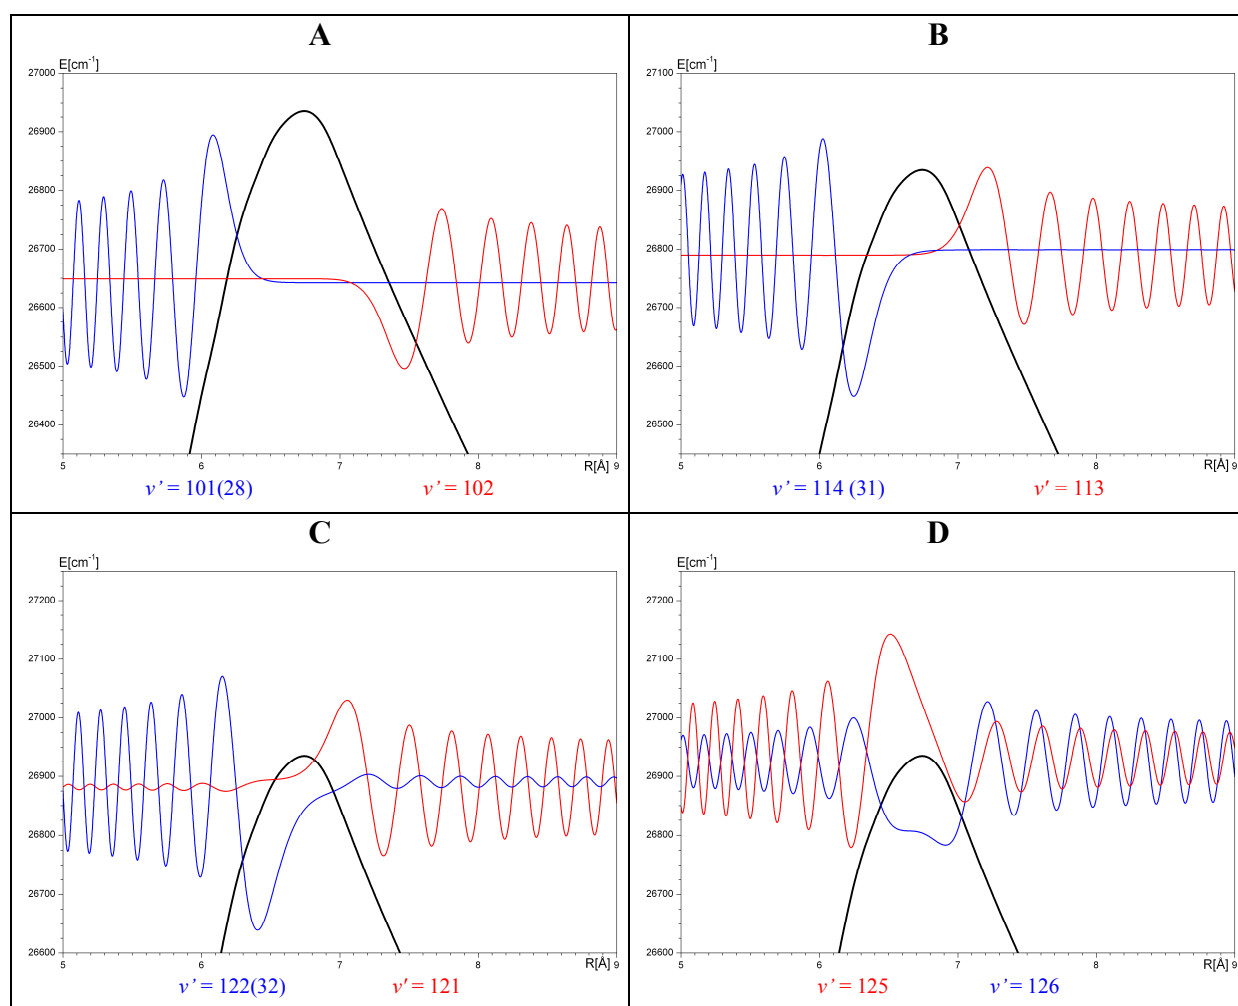 A
E[cm-1]
27000
26900
26800
26700
26600
26500
26400
5 6 7 8 R[Å] 9
v’ = 101(28) v’ = 102
B
E[cm-1]
27100
27000
26900
26800
26700
26600
26500
5 6 7 8 R[Å] 9
v’ = 114 (31) v' = 113
C
E[cm-1]
27200
27100
27000
26900
26800
26700
26600
5 6 7 8 R[Å] 9
v’ = 122(32) v' = 121
D
E[cm-1]
27200
27100
27000
26900
26800
26700
26600
5 6 7 8 R[Å] 9
v’ = 125 v’ = 126